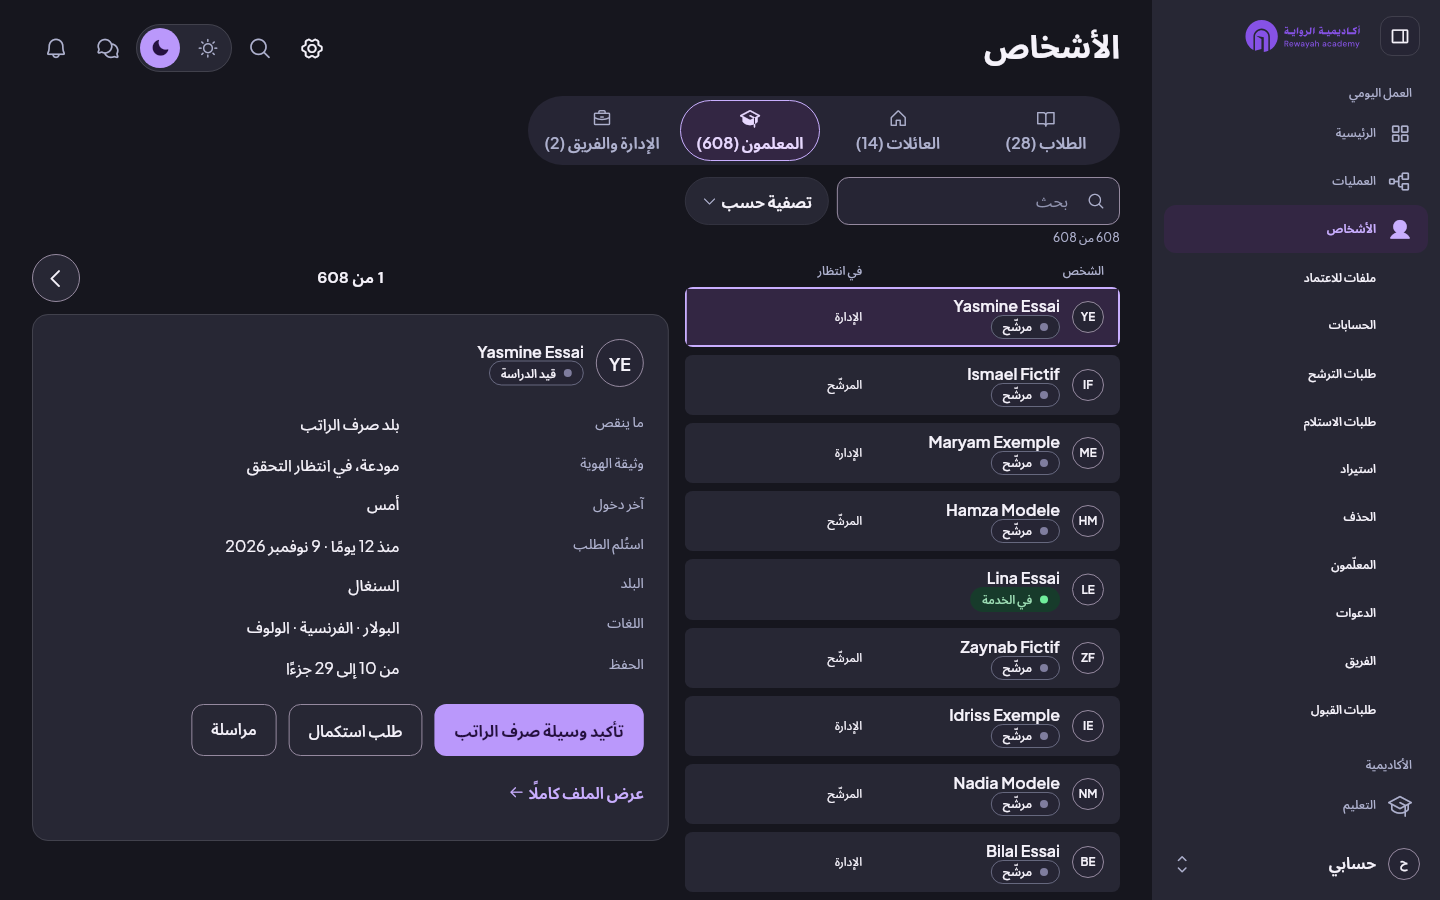 أكاديمية الرواية
Rewayah academy
العمل اليومي
الرئيسية
العمليات
الأشخاص
ملفات للاعتماد
الحسابات
طلبات الترشح
طلبات الاستلام
استيراد
الحذف
المعلّمون
الدعوات
الفريق
طلبات القبول
الأكاديمية
التعليم
ح
حسابي
الأشخاص
الطلاب (28)
العائلات (14)
المعلمون (608)
الإدارة والفريق (2)
بحث
تصفية حسب
608 من 608
الشخص
في انتظار
YE
Yasmine Essai
مرشّح
الإدارة
IF
Ismael Fictif
مرشّح
المرشّح
ME
Maryam Exemple
مرشّح
الإدارة
HM
Hamza Modele
مرشّح
المرشّح
LE
Lina Essai
في الخدمة
ZF
Zaynab Fictif
مرشّح
المرشّح
IE
Idriss Exemple
مرشّح
الإدارة
NM
Nadia Modele
مرشّح
المرشّح
BE
Bilal Essai
مرشّح
الإدارة
1 من 608
YE
Yasmine Essai
قيد الدراسة
ما ينقص
بلد صرف الراتب
وثيقة الهوية
مودعة، في انتظار التحقق
آخر دخول
أمس
استُلم الطلب
منذ 12 يومًا · 9 نوفمبر 2026
البلد
السنغال
اللغات
البولار · الفرنسية · الولوف
الحفظ
من 10 إلى 29 جزءًا
تأكيد وسيلة صرف الراتب
طلب استكمال
مراسلة
عرض الملف كاملًا ←